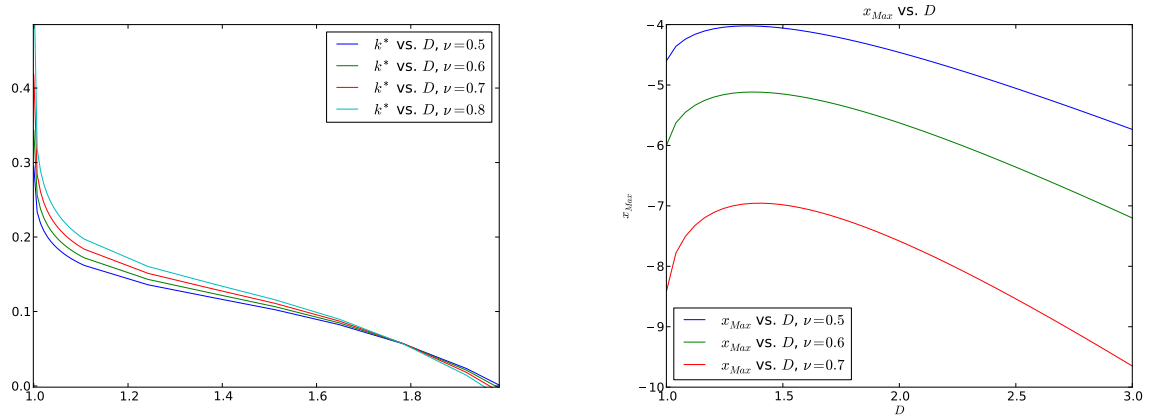 k* vs. D, ν=0.5
k* vs. D, ν=0.6
k* vs. D, ν=0.7
k* vs. D, ν=0.8
0.4
0.3
0.2
0.1
0.0
1.0 1.2 1.4 1.6 1.8
x_Max vs. D
−4
−5
−6
−7
−8
−9
−10
x_Max
x_Max vs. D, ν=0.5
x_Max vs. D, ν=0.6
x_Max vs. D, ν=0.7
1.0 1.5 2.0 2.5 3.0
D